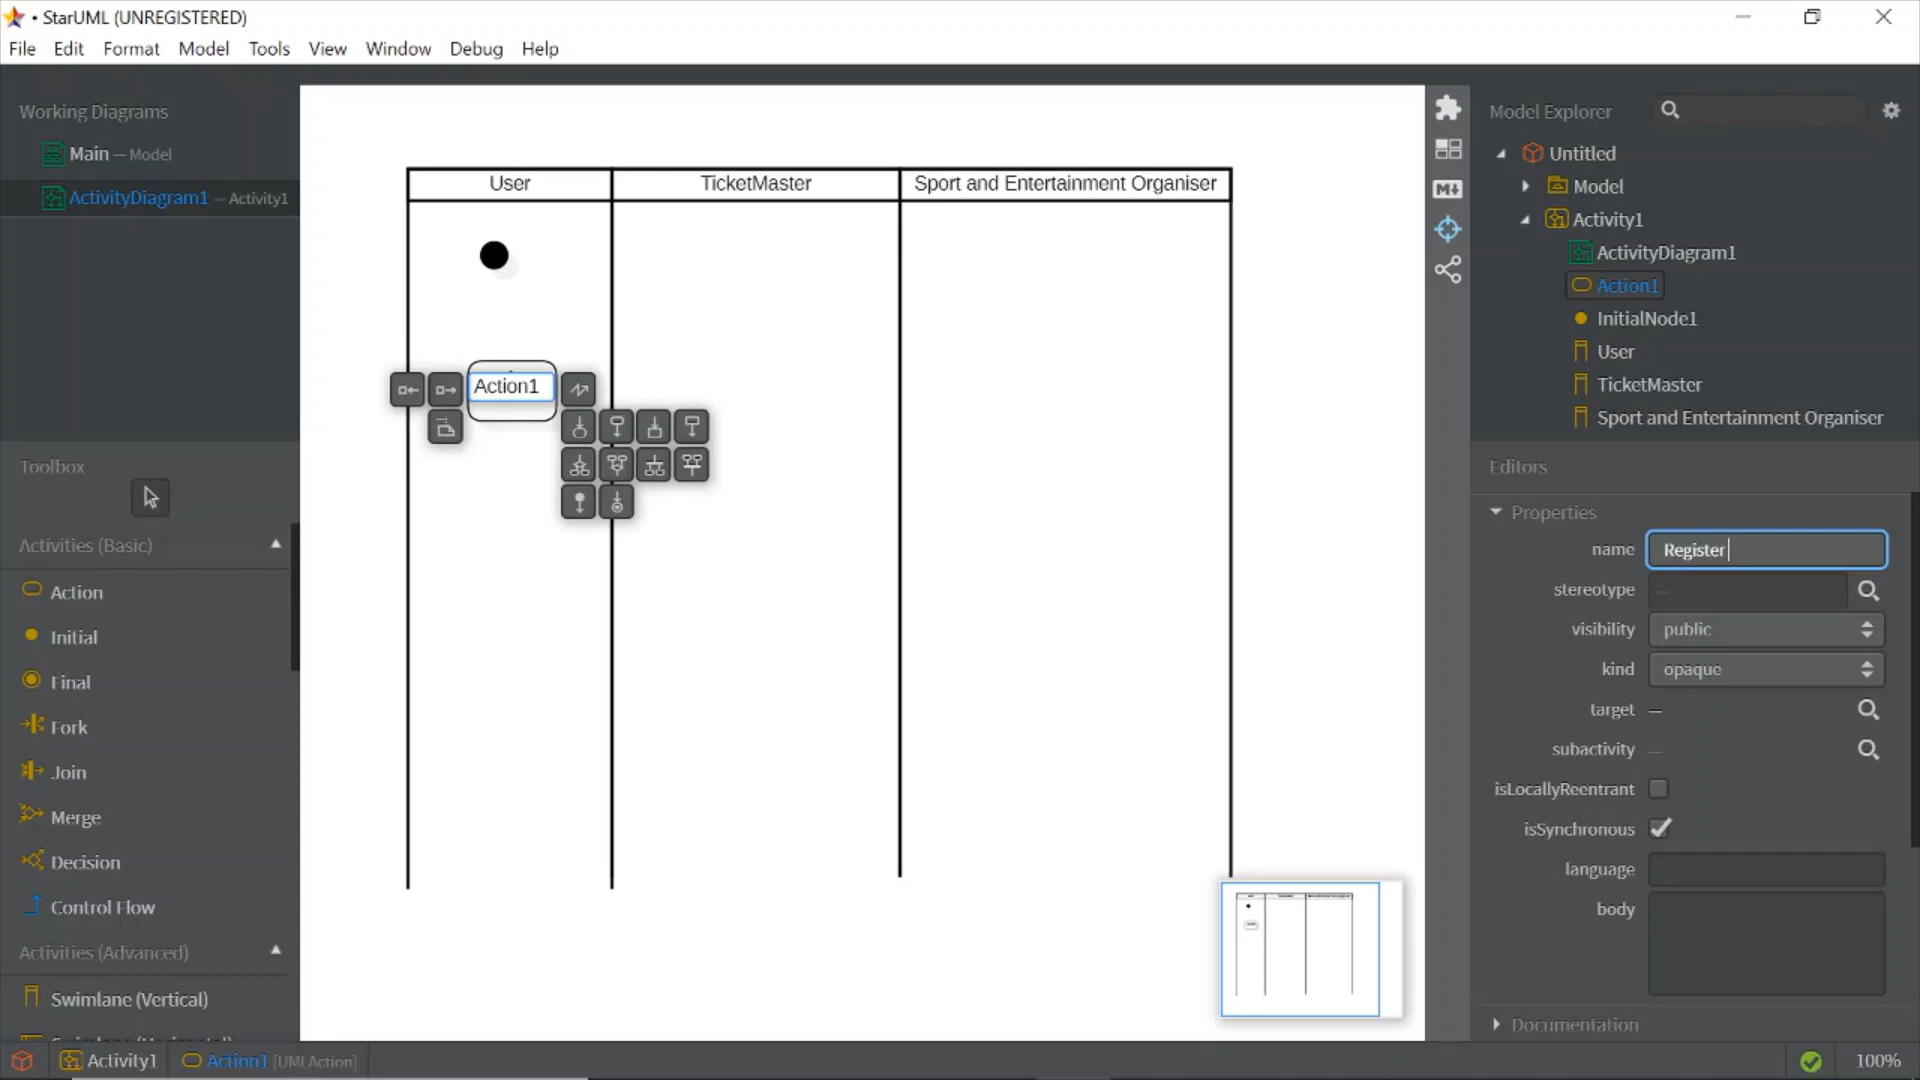 • StarUML (UNREGISTERED)
File Edit Format Model Tools View Window Debug Help
Working Diagrams
Main — Model
ActivityDiagram1 — Activity1
Toolbox
Activities (Basic)
Action
Initial
Final
Fork
Join
Merge
Decision
Control Flow
Activities (Advanced)
Swimlane (Vertical)
User TicketMaster Sport and Entertainment Organiser
Action1
M
Model Explorer
Untitled
Model
Activity1
ActivityDiagram1
Action1
InitialNode1
User
TicketMaster
Sport and Entertainment Organiser
Editors
Properties
name Register
stereotype —
visibility public
kind opaque
target —
subactivity —
isLocallyReentrant
isSynchronous
language
body
Documentation
Activity1 Action1 [UMLAction] 100%